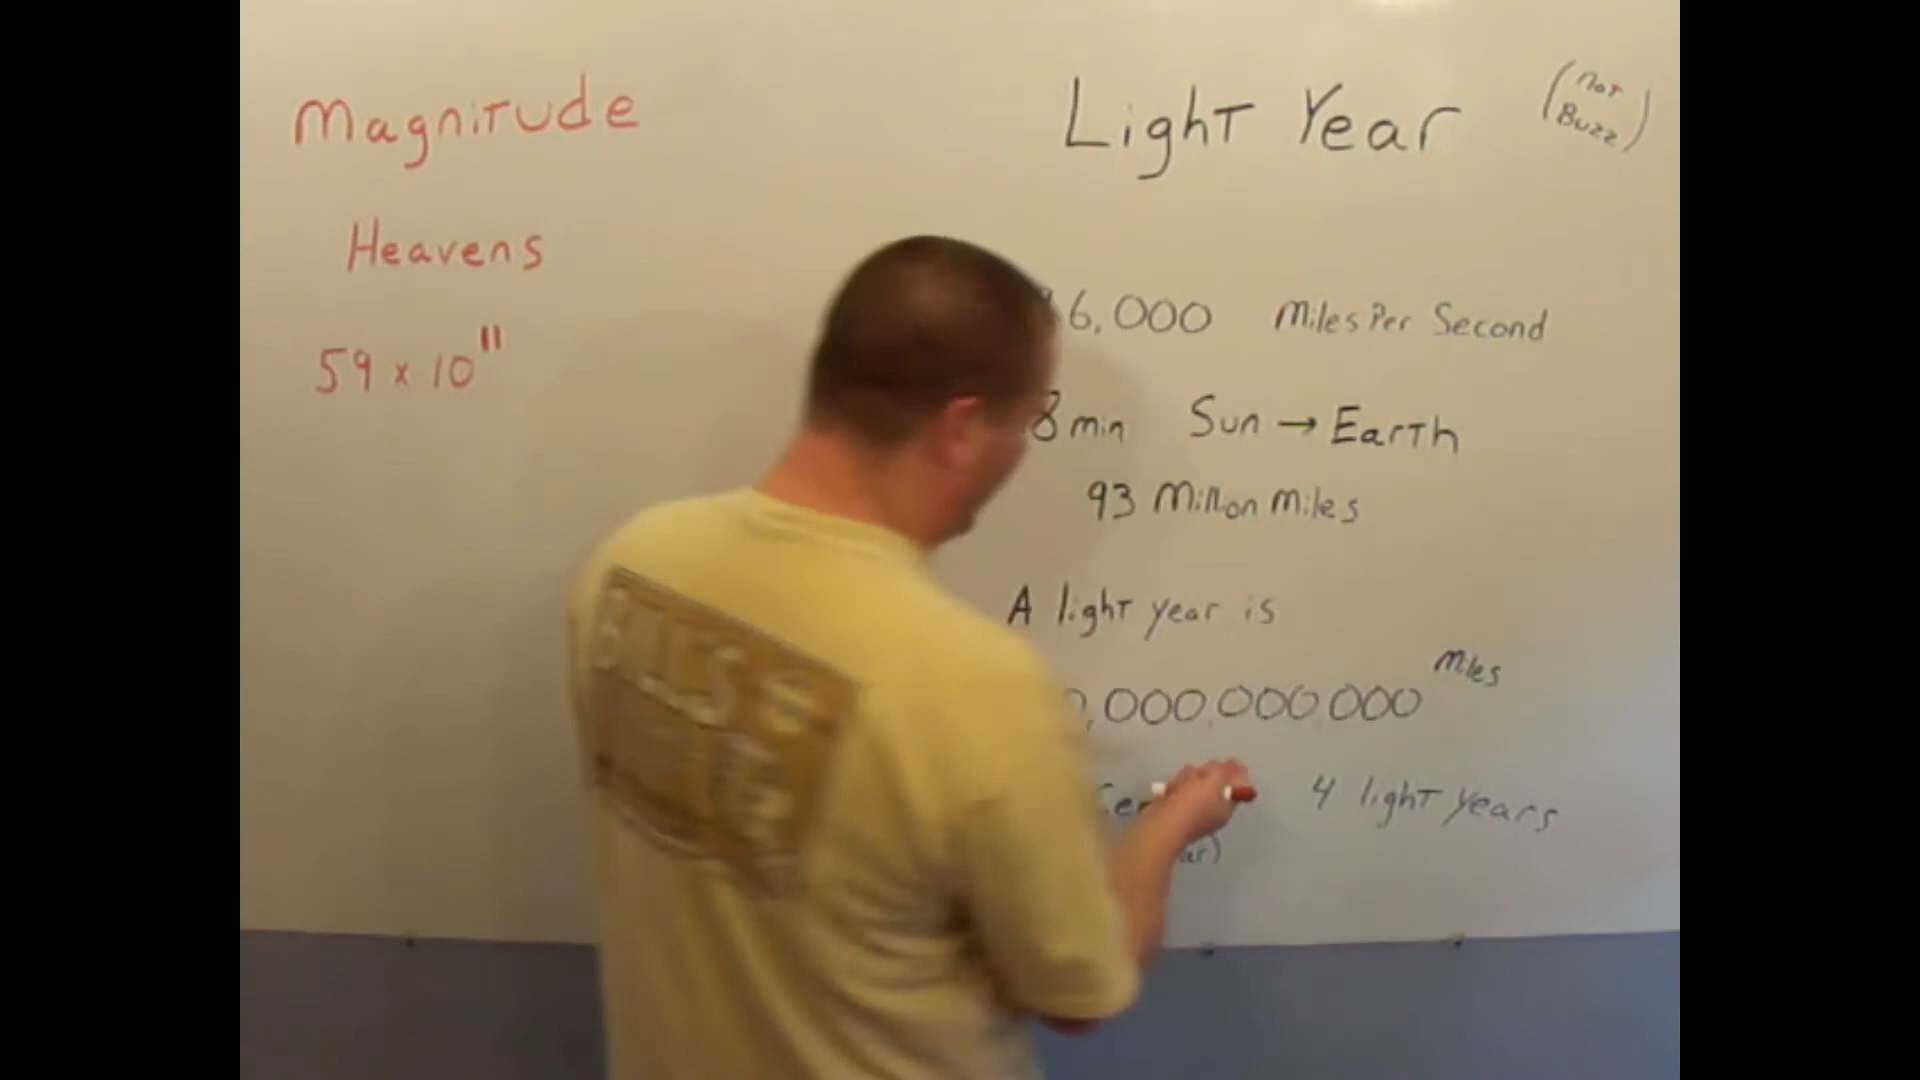 Magnitude
Heavens
59 x 10¹¹
Light Year
(Not Buzz)
6,000 Miles Per Second
8 min Sun → Earth
93 Million Miles
A light year is
,000,000,000 Miles
4 light years